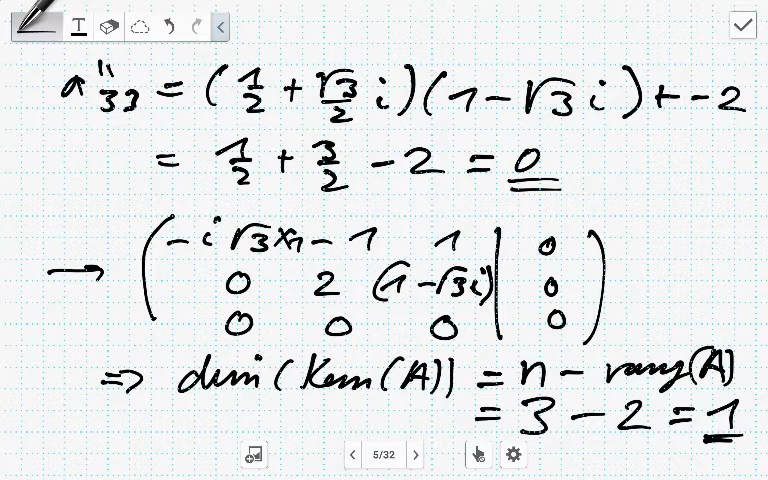 a''₃₃ = (1/2 + √3/2 i)(1 - √3 i) + -2
= 1/2 + 3/2 - 2 = 0
→ ( -i√3 x₁ - 1 1 | 0 )
0 2 (1 - √3i) | 0
0 0 0 | 0
=> dim(Kern(A)) = n - rang(A)
= 3 - 2 = 1
5/32